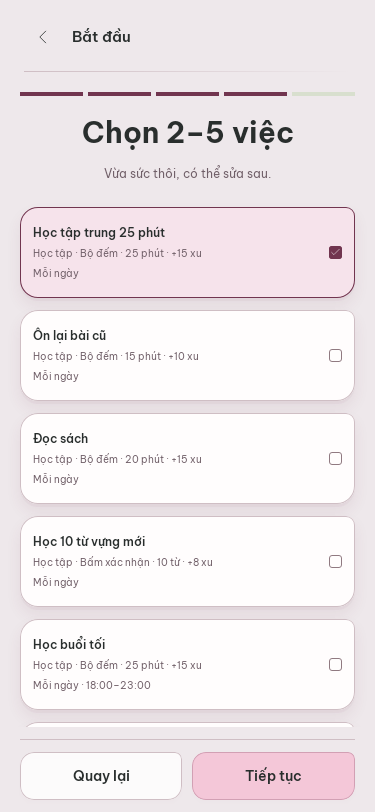 Bắt đầu
Chọn 2–5 việc
Vừa sức thôi, có thể sửa sau.
Học tập trung 25 phút
Học tập · Bộ đếm · 25 phút · +15 xu
Mỗi ngày
Ôn lại bài cũ
Học tập · Bộ đếm · 15 phút · +10 xu
Mỗi ngày
Đọc sách
Học tập · Bộ đếm · 20 phút · +15 xu
Mỗi ngày
Học 10 từ vựng mới
Học tập · Bấm xác nhận · 10 từ · +8 xu
Mỗi ngày
Học buổi tối
Học tập · Bộ đếm · 25 phút · +15 xu
Mỗi ngày · 18:00–23:00
Quay lại
Tiếp tục